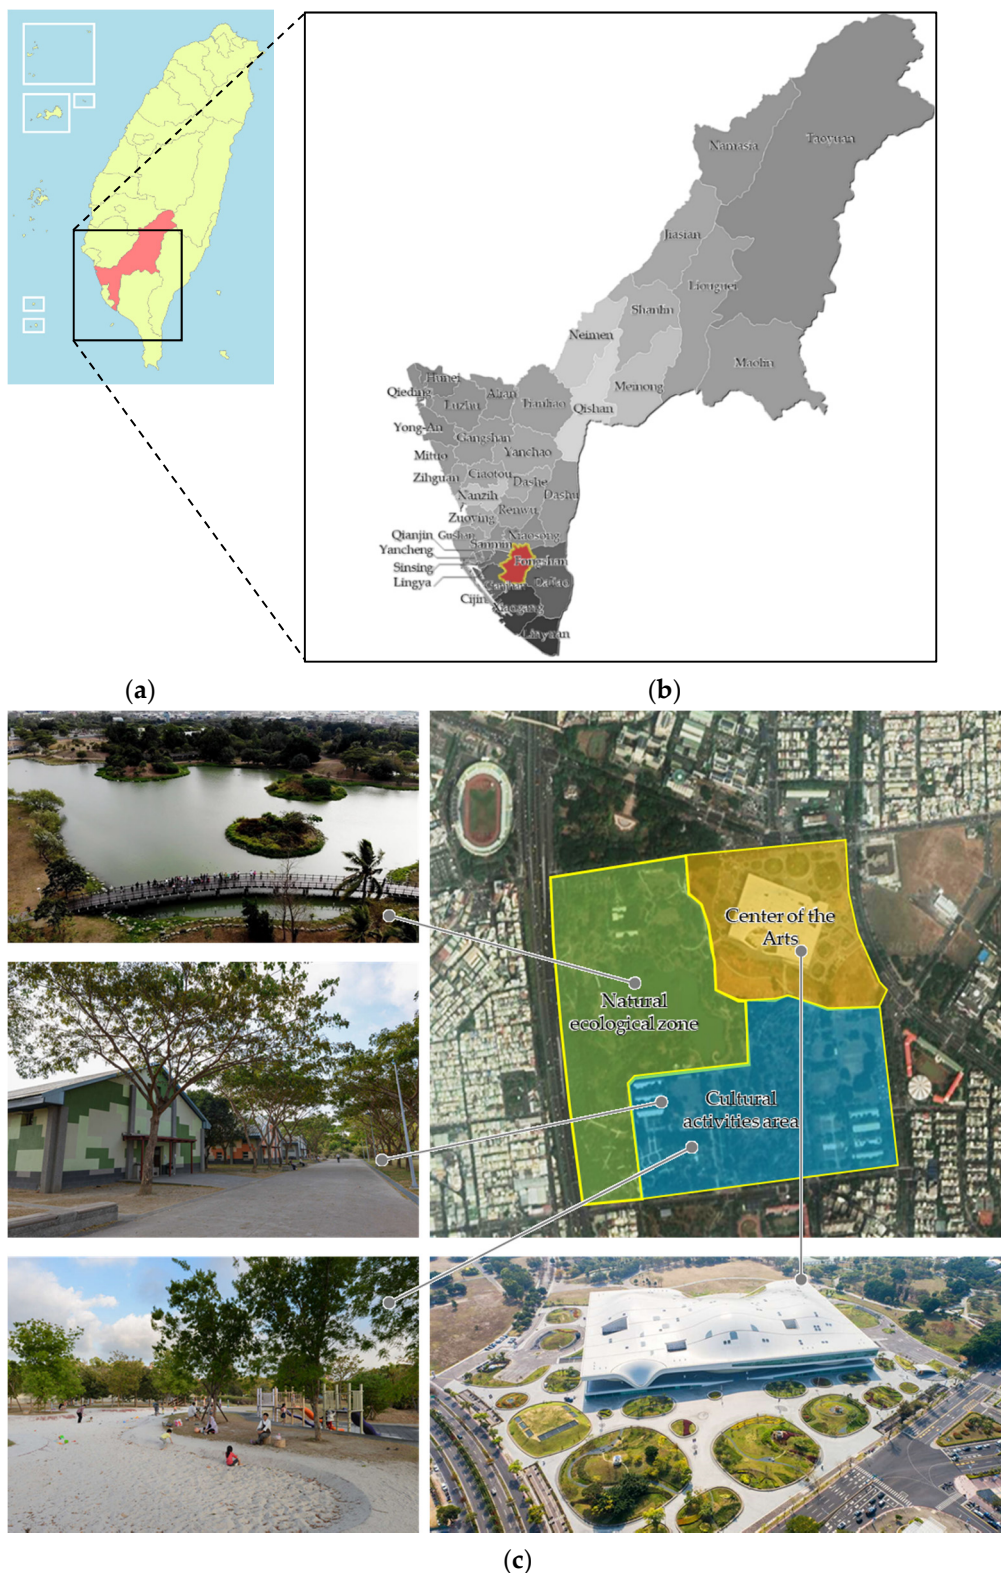 Taoyuan
Namasia
Jiasian
Liouguei
Shanlin
Neimen
Maolin
Meinong
Hunei
Qieding
Alian
Luzhu
Tianliao
Qishan
Yong-An
Gangshan
Yanchao
Mituo
Zihguan
Ciaotou
Dashe
Nanzih
Dashu
Renwu
Zuoying
Qianjin
Gushan
Niaosong
Sanmin
Yancheng
Fongshan
Sinsing
Lingya
Cianjhen
Daliao
Cijin
Xiaogang
Linyuan
(a)
(b)
Center of the
Arts
Natural
ecological zone
Cultural
activities area
(c)